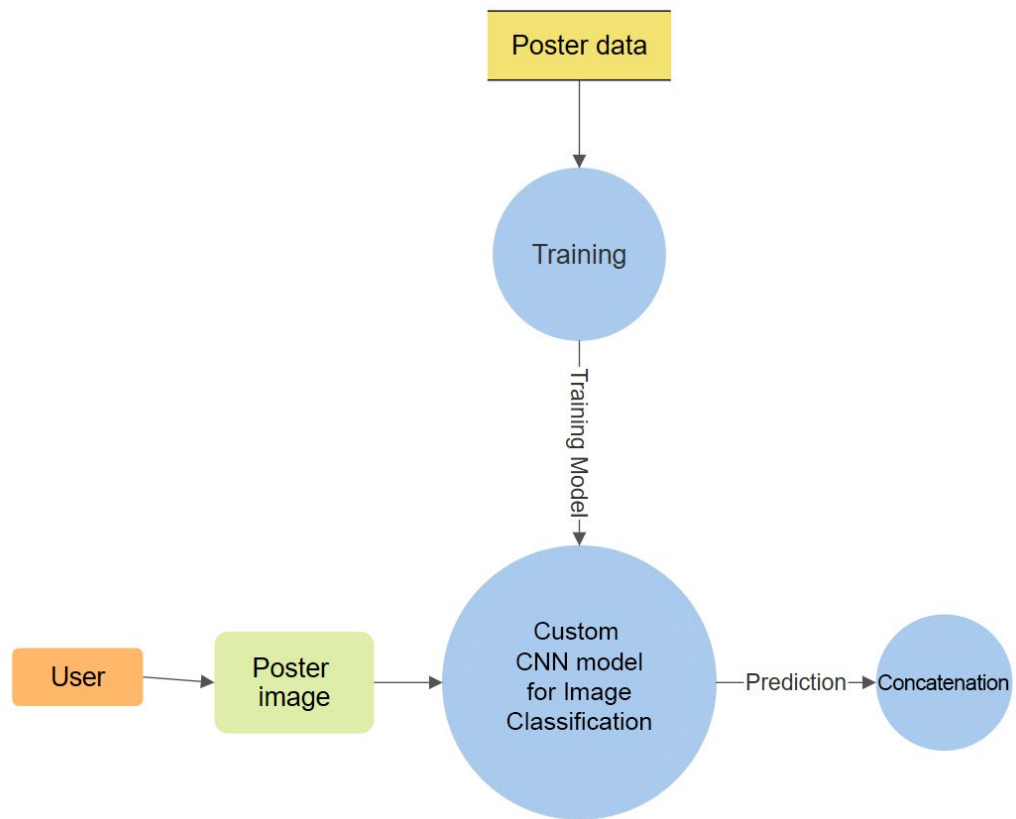 Poster data
Training
Training Model
Custom
CNN model
for Image
Classification
User
Poster
image
Prediction
Concatenation